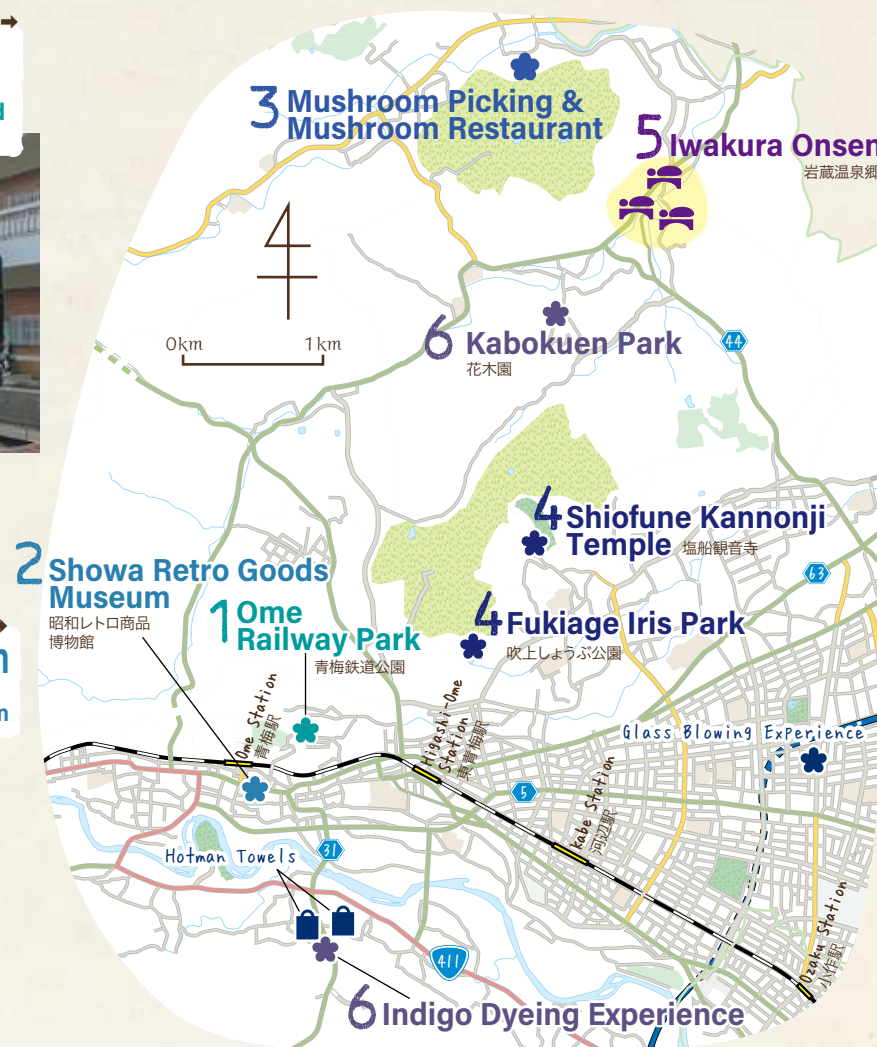 d
3 Mushroom Picking &
Mushroom Restaurant
5 Iwakura Onsen
岩蔵温泉郷
0km 1km
6 Kabokuen Park
花木園
44
4 Shiofune Kannonji
Temple 塩船観音寺
63
2 Showa Retro Goods
Museum
昭和レトロ商品
博物館
1 Ome
Railway Park
青梅鉄道公園
4 Fukiage Iris Park
吹上しょうぶ公園
n
n
Ome Station
青梅駅
Higashi-Ome
Station
東青梅駅
Glass Blowing Experience
5
kabe Station
河辺駅
31
Hotman Towels
Ozaku Station
小作駅
411
6 Indigo Dyeing Experience